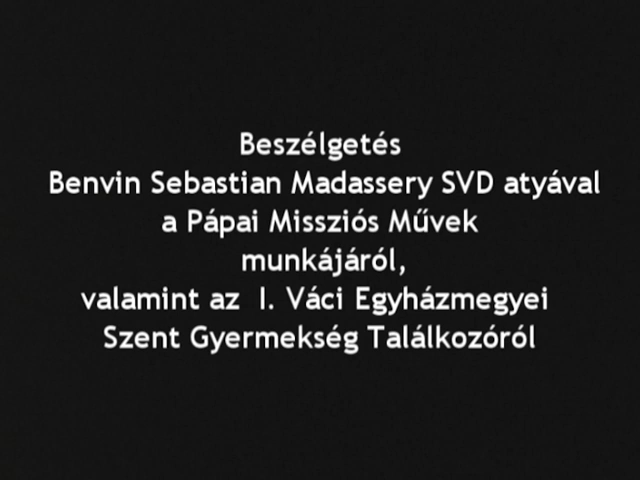 Beszélgetés
Benvin Sebastian Madassery SVD atyával
a Pápai Missziós Művek
munkájáról,
valamint az I. Váci Egyházmegyei
Szent Gyermekség Találkozóról